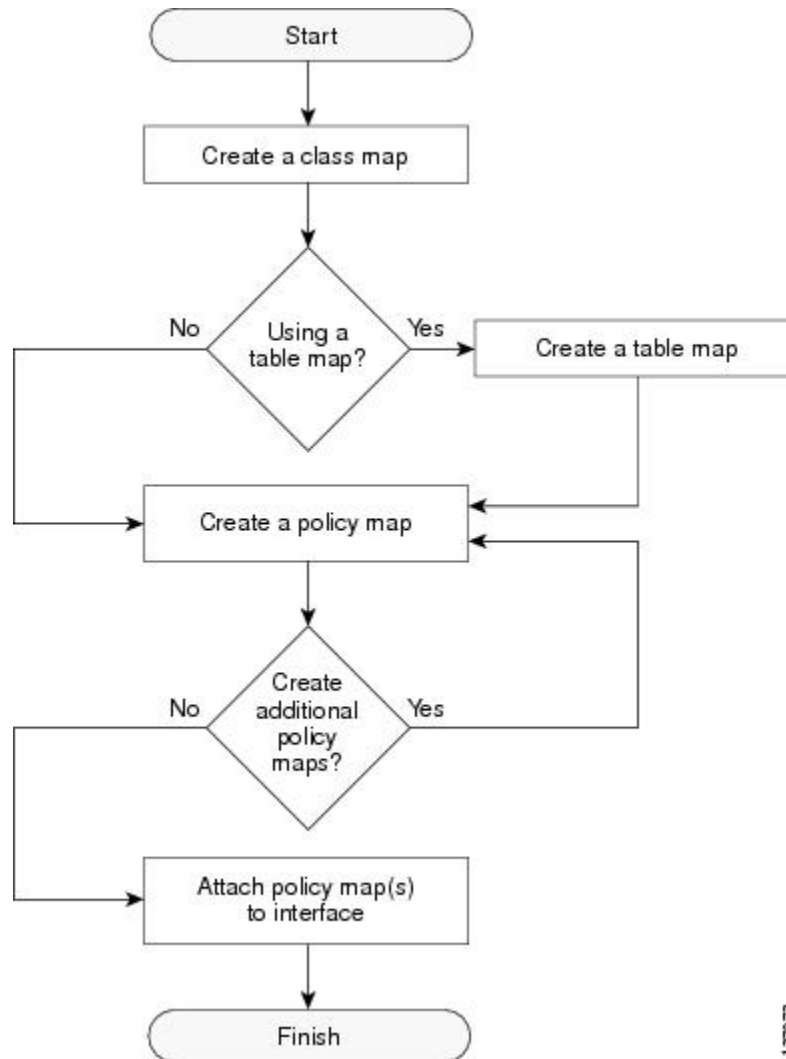 Start
Create a class map
No
Using a
table map?
Yes
Create a table map
Create a policy map
No
Create
additional
policy
maps?
Yes
Attach policy map(s)
to interface
Finish